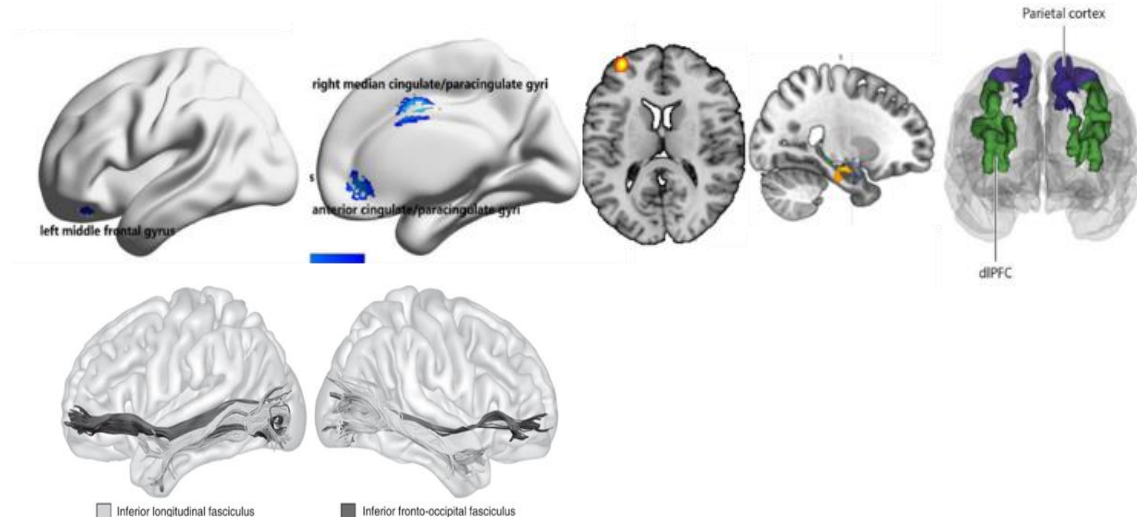 Parietal cortex
right median cingulate/paracingulate gyri
s
anterior cingulate/paracingulate gyri
left middle frontal gyrus
dlPFC
Inferior longitudinal fasciculus
Inferior fronto-occipital fasciculus